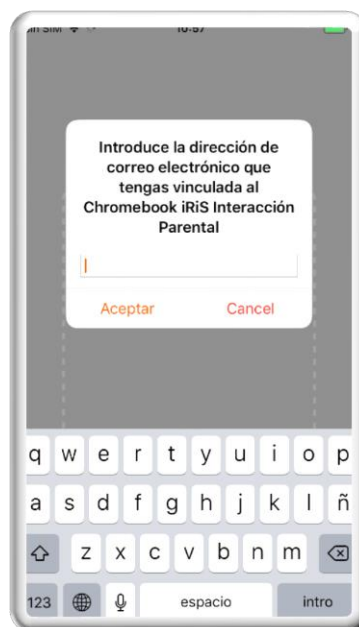 10:57
Introduce la dirección de
correo electrónico que
tengas vinculada al
Chromebook iRiS Interacción
Parental
Aceptar Cancel
q w e r t y u i o p
a s d f g h j k l ñ
z x c v b n m
123 espacio intro